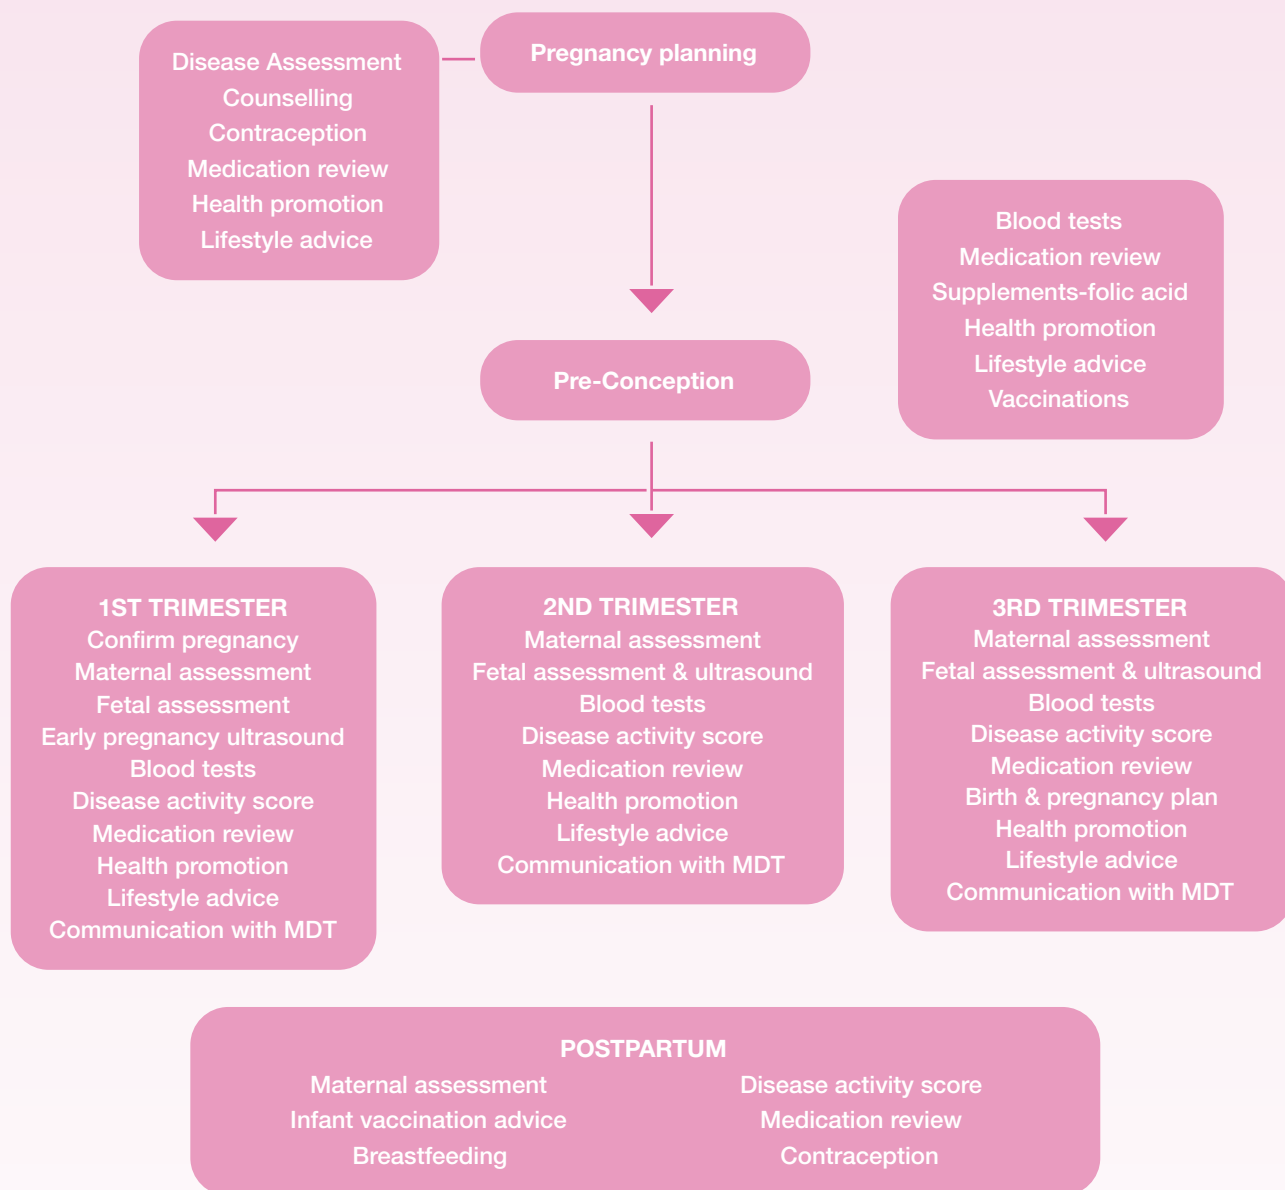 Pregnancy planning
Disease Assessment
Counselling
Contraception
Medication review
Health promotion
Lifestyle advice
Pre-Conception
Blood tests
Medication review
Supplements-folic acid
Health promotion
Lifestyle advice
Vaccinations
1ST TRIMESTER
Confirm pregnancy
Maternal assessment
Fetal assessment
Early pregnancy ultrasound
Blood tests
Disease activity score
Medication review
Health promotion
Lifestyle advice
Communication with MDT
2ND TRIMESTER
Maternal assessment
Fetal assessment & ultrasound
Blood tests
Disease activity score
Medication review
Health promotion
Lifestyle advice
Communication with MDT
3RD TRIMESTER
Maternal assessment
Fetal assessment & ultrasound
Blood tests
Disease activity score
Medication review
Birth & pregnancy plan
Health promotion
Lifestyle advice
Communication with MDT
POSTPARTUM
Maternal assessment
Infant vaccination advice
Breastfeeding
Disease activity score
Medication review
Contraception